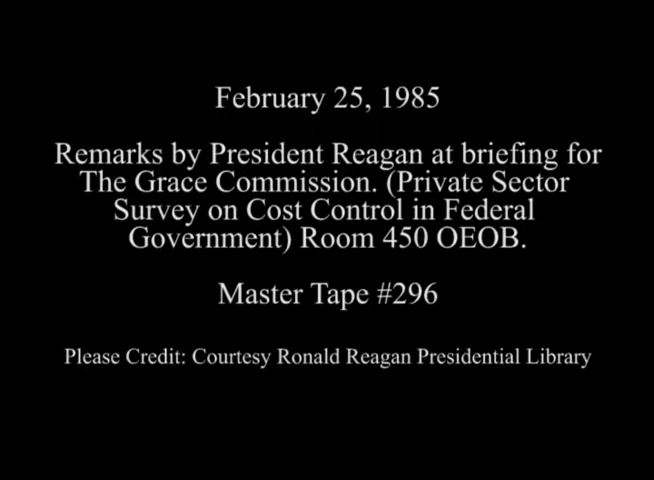 February 25, 1985
Remarks by President Reagan at briefing for
The Grace Commission. (Private Sector
Survey on Cost Control in Federal
Government) Room 450 OEOB.
Master Tape #296
Please Credit: Courtesy Ronald Reagan Presidential Library